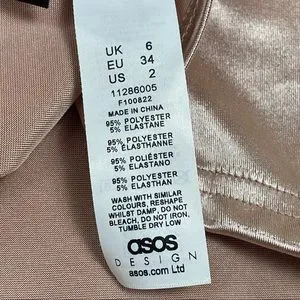 UK 6
EU 34
US 2
11286005
F100822
MADE IN CHINA
95% POLYESTER
5% ELASTANE
95% POLYESTER
5% ELASTHANNE
95% POLIÉSTER
5% ELASTANO
95% POLYESTER
5% ELASTHAN
WASH WITH SIMILAR
COLOURS, RESHAPE
WHILST DAMP, DO NOT
BLEACH, DO NOT IRON,
TUMBLE DRY LOW
asos
DESIGN
asos.com Ltd